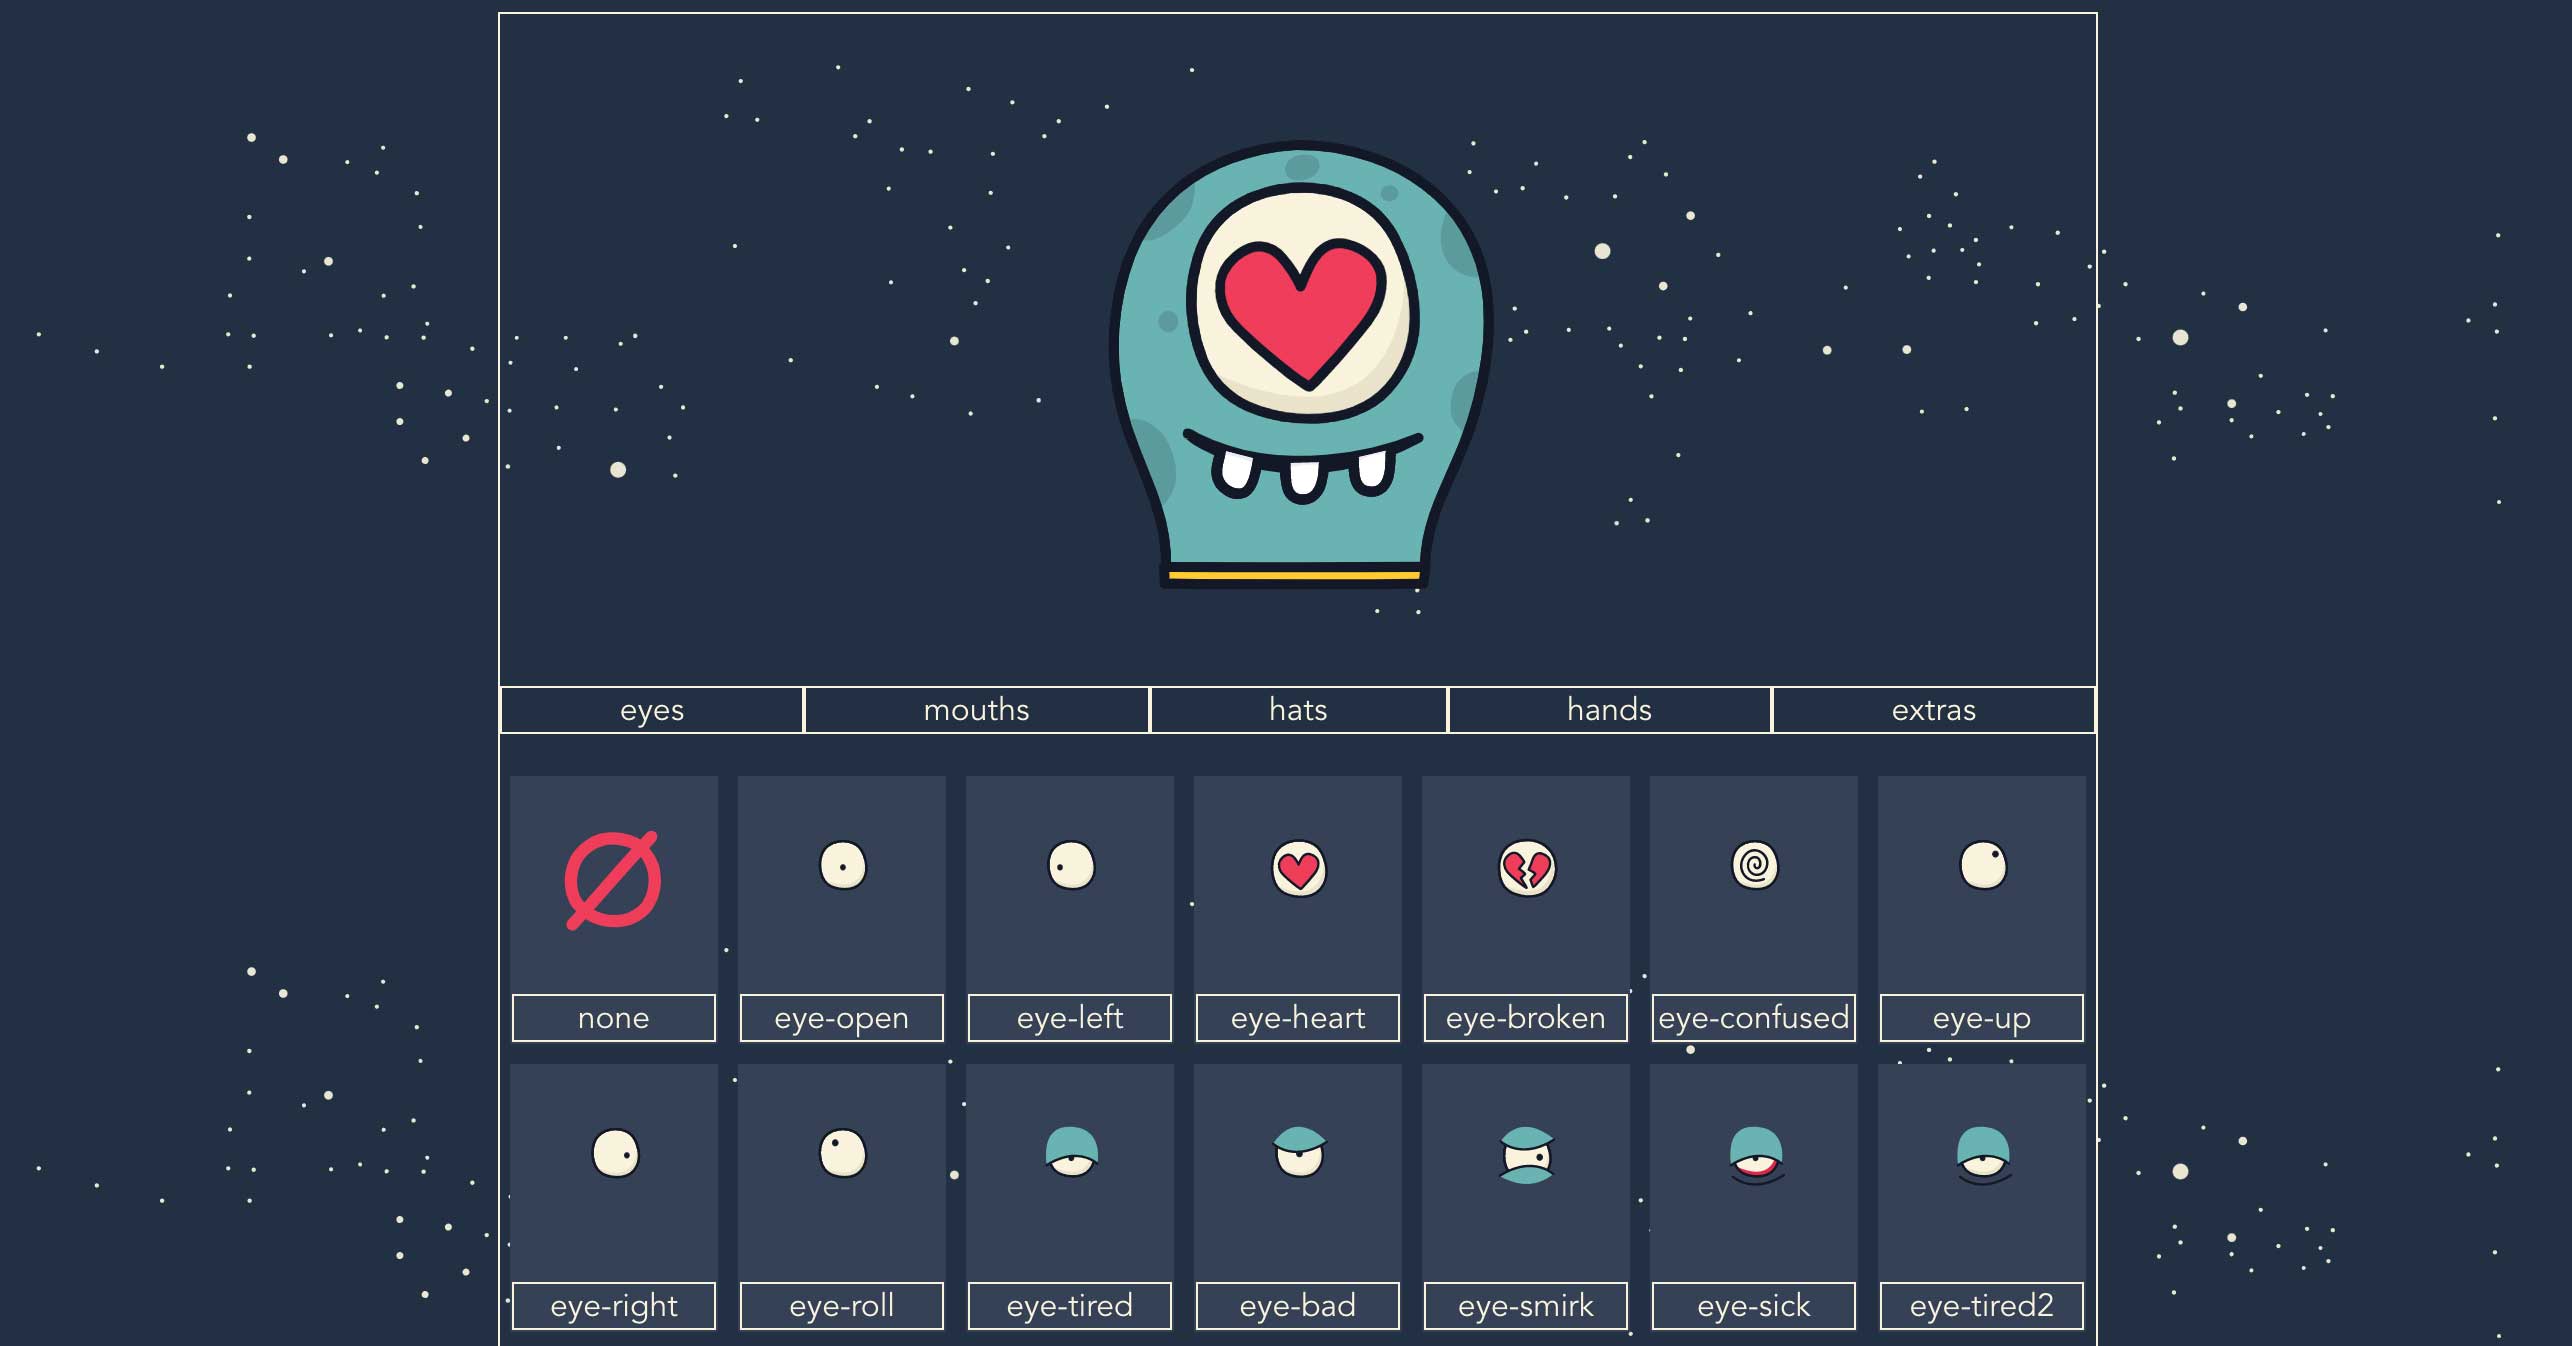 eyes mouths hats hands extras
none eye-open eye-left eye-heart eye-broken eye-confused eye-up
eye-right eye-roll eye-tired eye-bad eye-smirk eye-sick eye-tired2